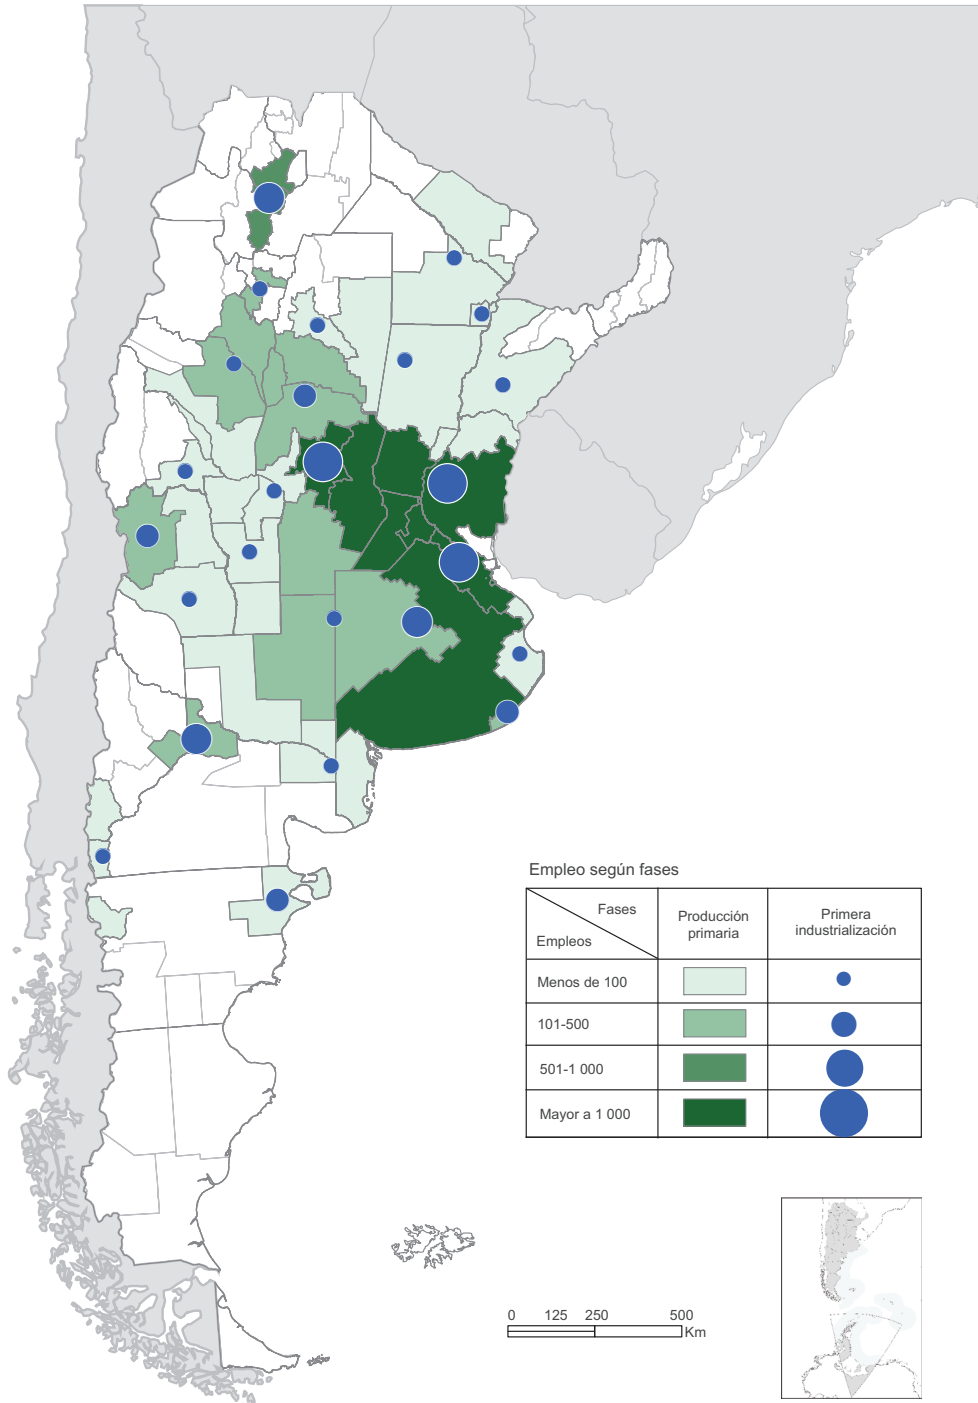 Empleo según fases
Fases
Empleos
Producción
primaria
Primera
industrialización
Menos de 100
101-500
501-1 000
Mayor a 1 000
0 125 250 500
Km